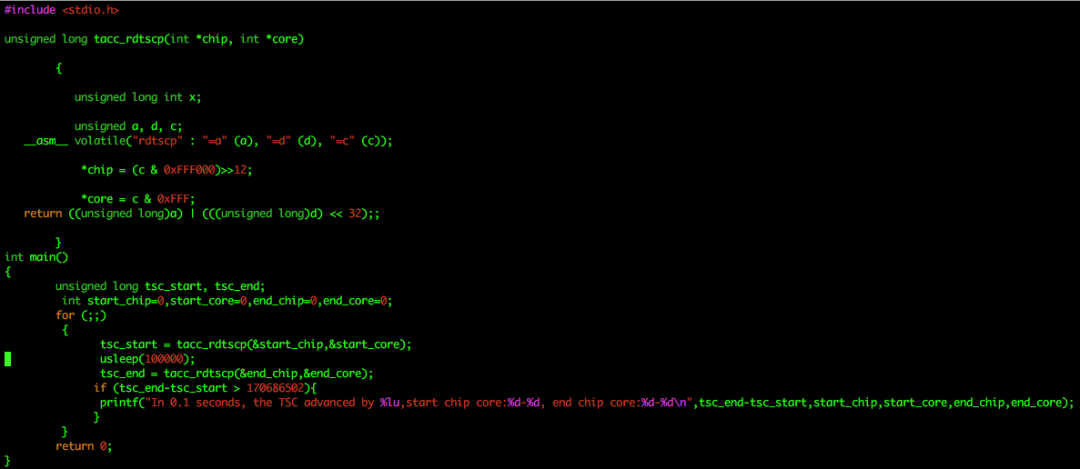 #include <stdio.h>
unsigned long tacc_rdtscp(int *chip, int *core)
{
unsigned long int x;
unsigned a, d, c;
__asm__ volatile("rdtscp" : "=a" (a), "=d" (d), "=c" (c));
*chip = (c & 0xFFF000)>>12;
*core = c & 0xFFF;
return ((unsigned long)a) | (((unsigned long)d) << 32);;
}
int main()
{
unsigned long tsc_start, tsc_end;
int start_chip=0,start_core=0,end_chip=0,end_core=0;
for (;;)
{
tsc_start = tacc_rdtscp(&start_chip,&start_core);
usleep(100000);
tsc_end = tacc_rdtscp(&end_chip,&end_core);
if (tsc_end-tsc_start > 170686502){
printf("In 0.1 seconds, the TSC advanced by %lu,start chip core:%d-%d, end chip core:%d-%d\n",tsc_end-tsc_start,start_chip,start_core,end_chip,end_core);
}
}
return 0;
}